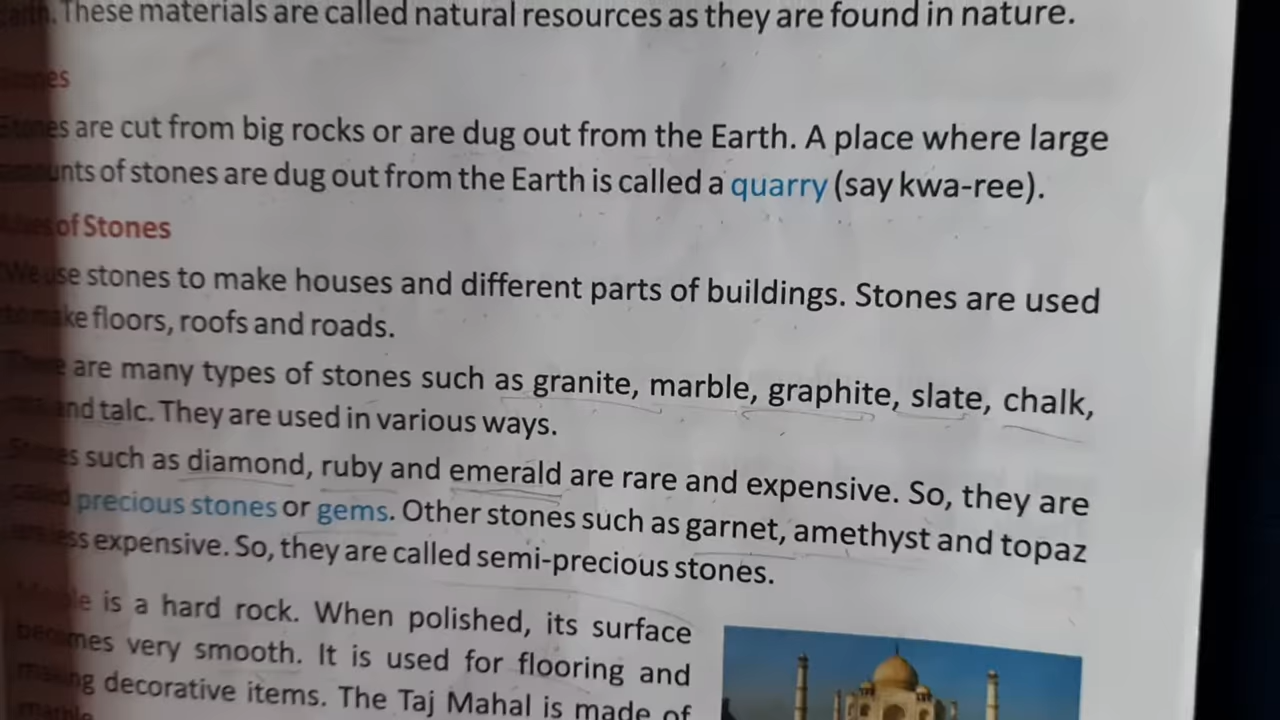 Earth. These materials are called natural resources as they are found in nature.
Stones
Stones are cut from big rocks or are dug out from the Earth. A place where large
amounts of stones are dug out from the Earth is called a quarry (say kwa-ree).
Uses of Stones
We use stones to make houses and different parts of buildings. Stones are used
to make floors, roofs and roads.
There are many types of stones such as granite, marble, graphite, slate, chalk,
and talc. They are used in various ways.
Stones such as diamond, ruby and emerald are rare and expensive. So, they are
called precious stones or gems. Other stones such as garnet, amethyst and topaz
are less expensive. So, they are called semi-precious stones.
Marble is a hard rock. When polished, its surface
becomes very smooth. It is used for flooring and
making decorative items. The Taj Mahal is made of
marble